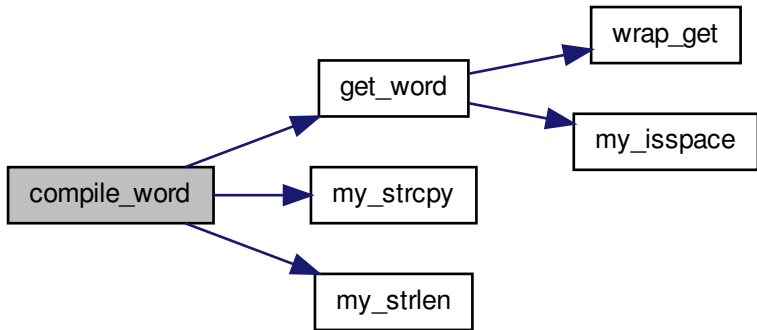 wrap_get
get_word
my_isspace
compile_word
my_strcpy
my_strlen